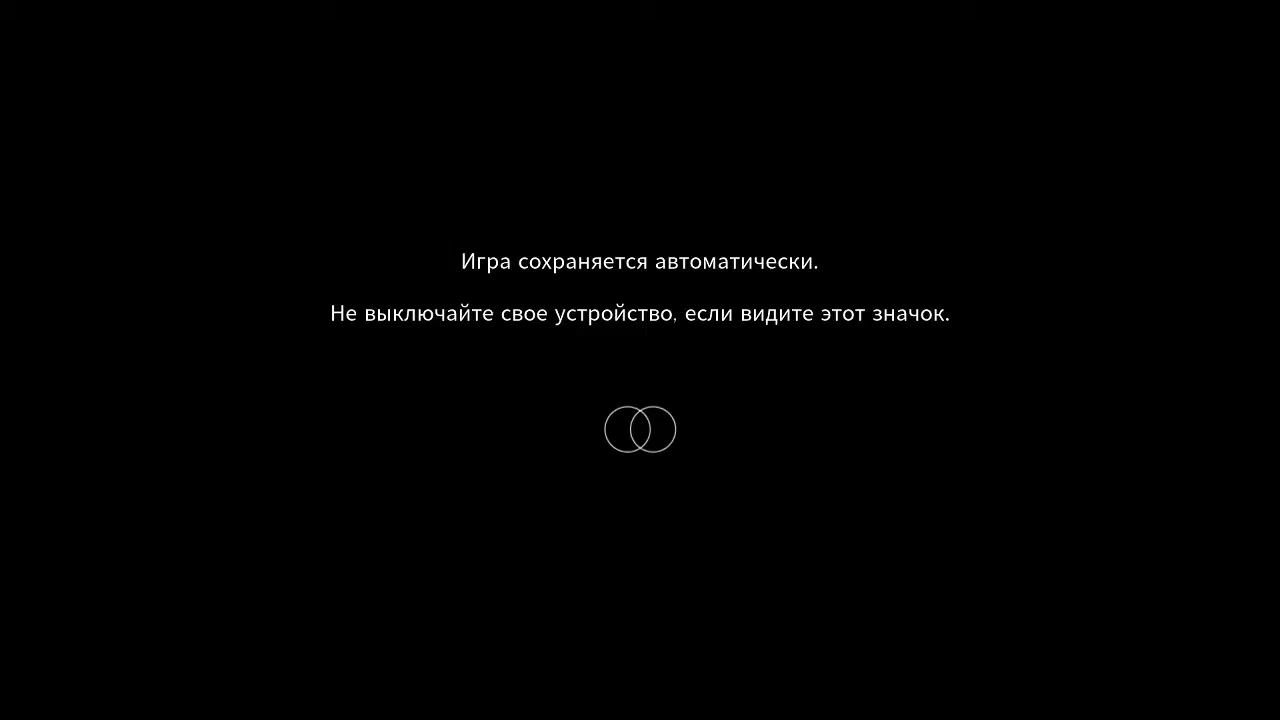 Игра сохраняется автоматически.
Не выключайте свое устройство, если видите этот значок.